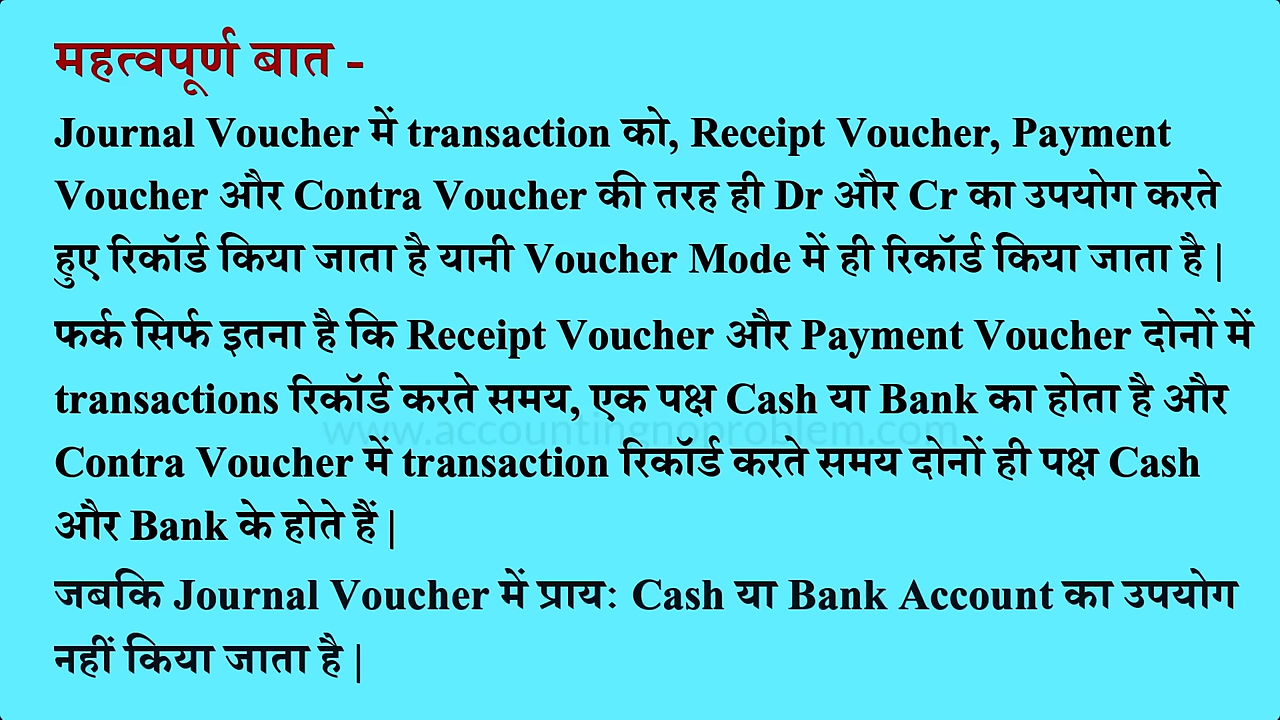 महत्वपूर्ण बात -
Journal Voucher में transaction को, Receipt Voucher, Payment
Voucher और Contra Voucher की तरह ही Dr और Cr का उपयोग करते
हुए रिकॉर्ड किया जाता है यानी Voucher Mode में ही रिकॉर्ड किया जाता है |
फर्क सिर्फ इतना है कि Receipt Voucher और Payment Voucher दोनों में
transactions रिकॉर्ड करते समय, एक पक्ष Cash या Bank का होता है और
www.accountingnoproblem.com
Contra Voucher में transaction रिकॉर्ड करते समय दोनों ही पक्ष Cash
और Bank के होते हैं |
जबकि Journal Voucher में प्रायः Cash या Bank Account का उपयोग
नहीं किया जाता है |